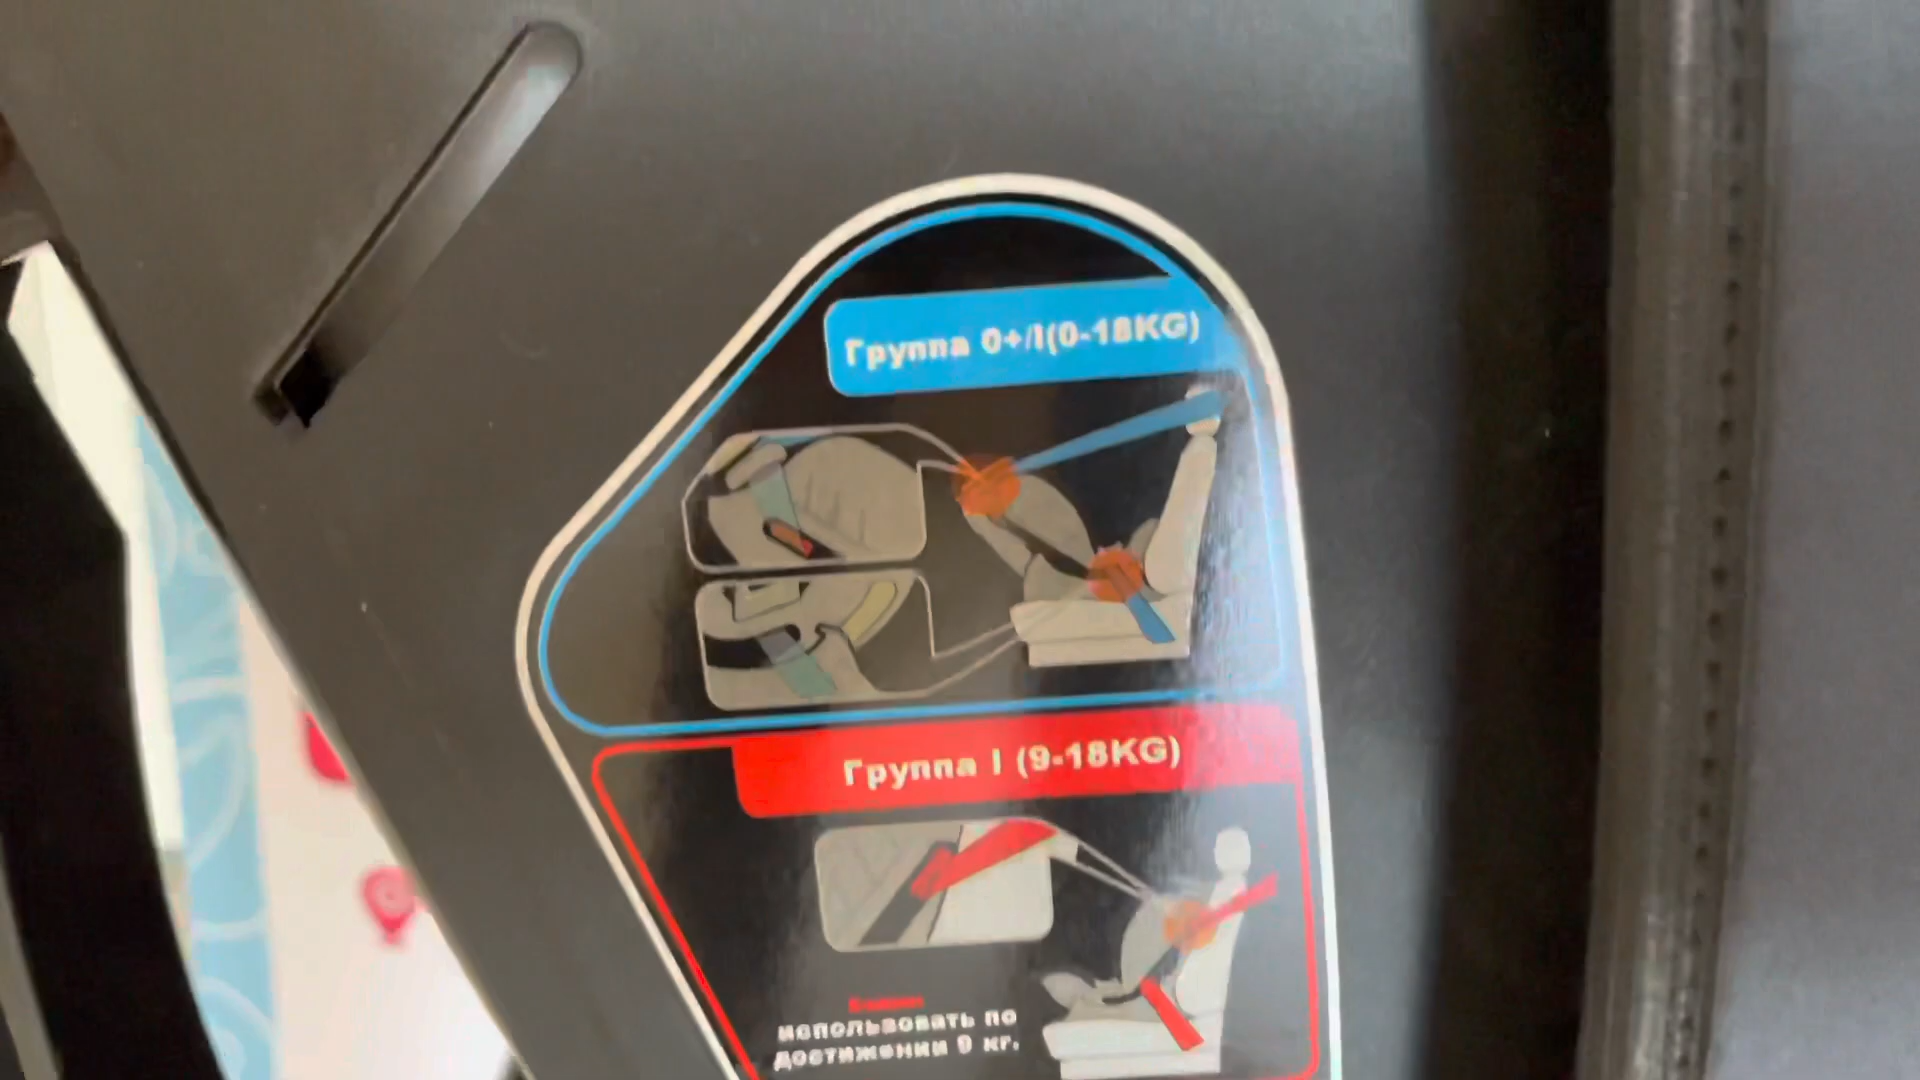 Группа 0+/I(0-18KG)
Группа I (9-18KG)
использовать по
достижении 9 кг.